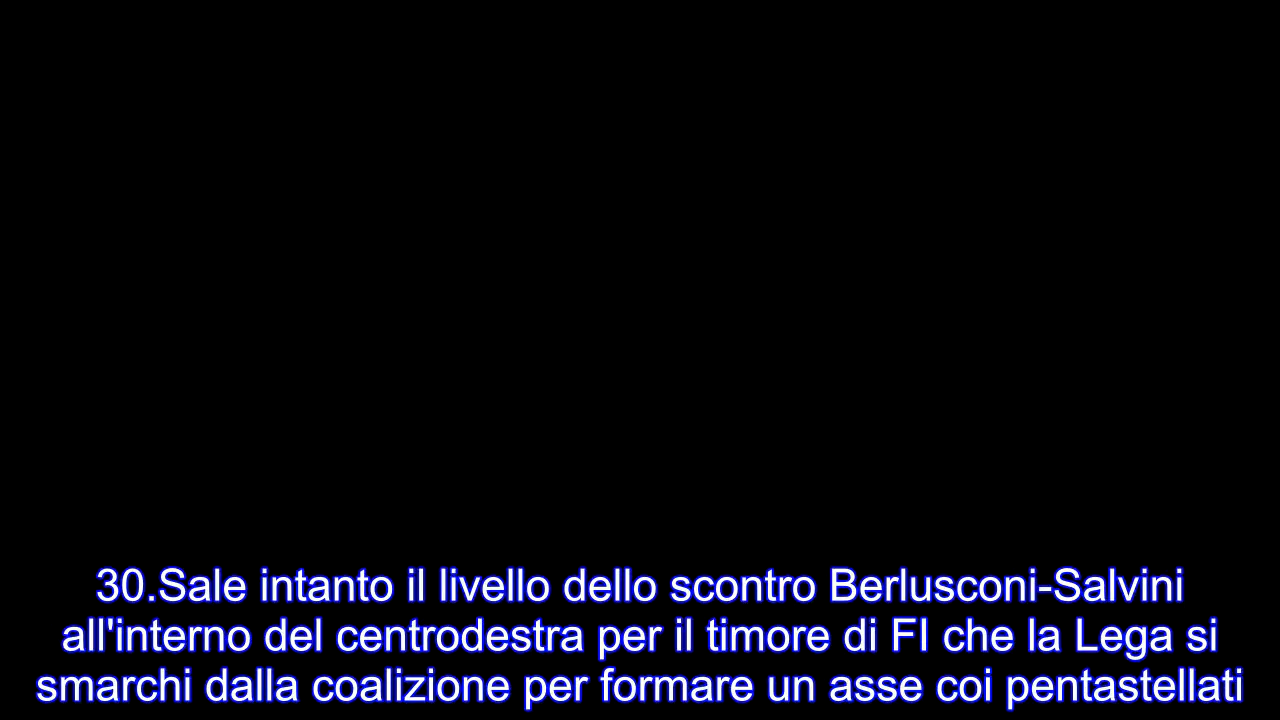 30.Sale intanto il livello dello scontro Berlusconi-Salvini
all'interno del centrodestra per il timore di FI che la Lega si
smarchi dalla coalizione per formare un asse coi pentastellati